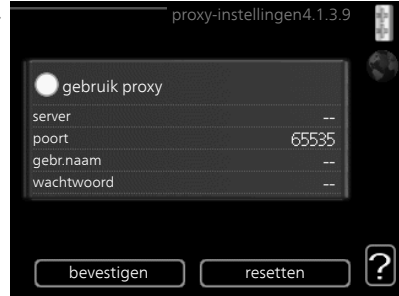 proxy-instellingen4.1.3.9
gebruik proxy
server --
poort 65535
gebr.naam --
wachtwoord --
bevestigen resetten ?